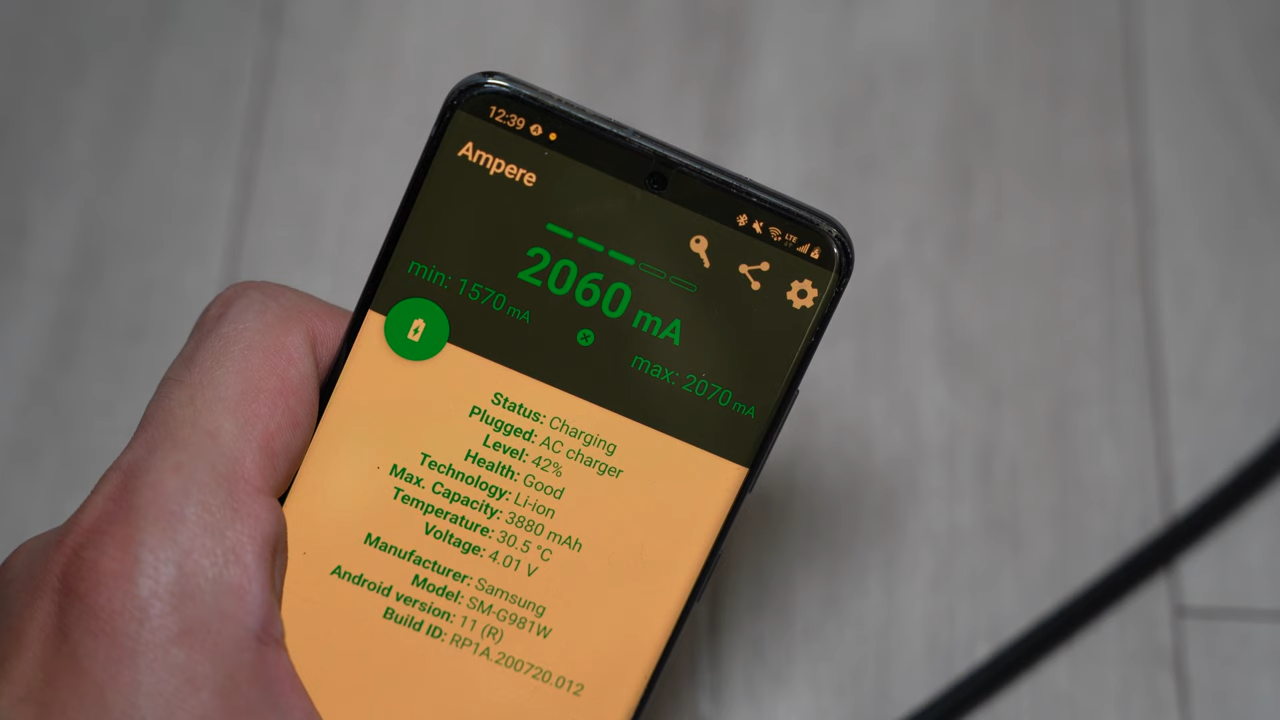 12:39
Ampere
LTE
2060 mA
min: 1570 mA
max: 2070 mA
Status: Charging
Plugged: AC charger
Level: 42%
Health: Good
Technology: Li-ion
Max. Capacity: 3880 mAh
Temperature: 30.5 °C
Voltage: 4.01 V
Manufacturer: Samsung
Model: SM-G981W
Android version: 11 (R)
Build ID: RP1A.200720.012